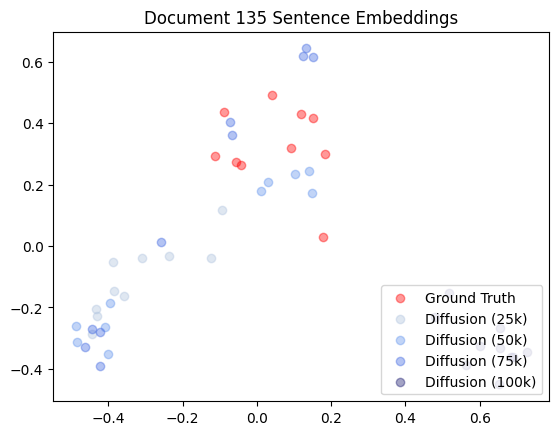 Document 135 Sentence Embeddings
0.6
0.4
0.2
0.0
−0.2
−0.4
−0.4
−0.2
0.0
0.2
0.4
0.6
Ground Truth
Diffusion (25k)
Diffusion (50k)
Diffusion (75k)
Diffusion (100k)